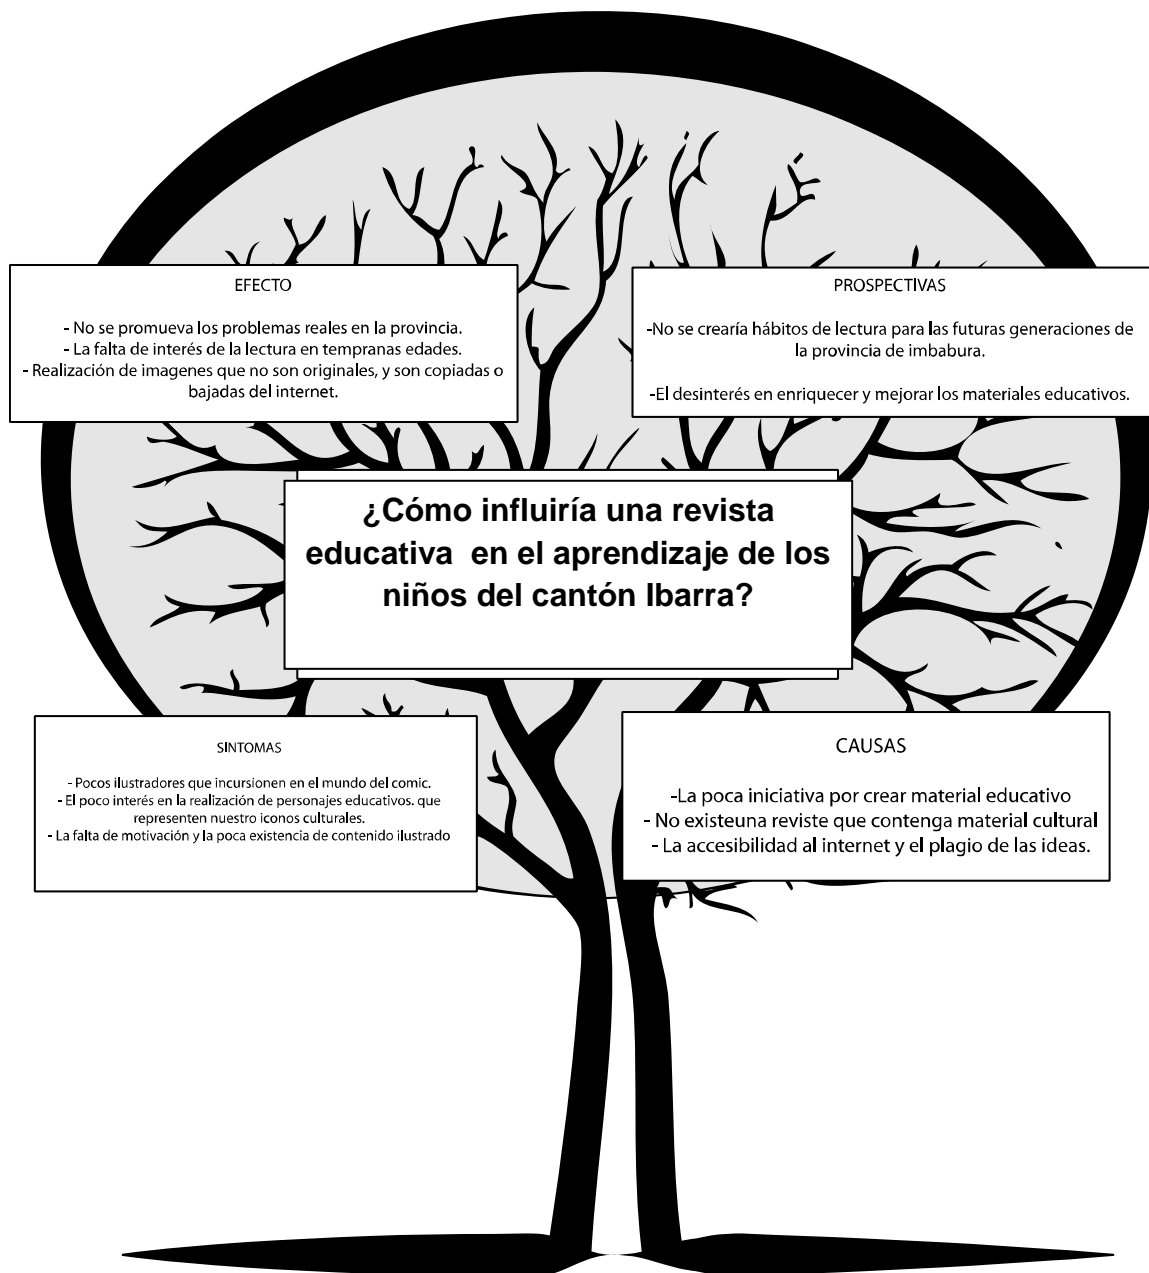 EFECTO
- No se promueva los problemas reales en la provincia.
- La falta de interés de la lectura en tempranas edades.
- Realización de imagenes que no son originales, y son copiadas o
bajadas del internet.
PROSPECTIVAS
-No se crearía hábitos de lectura para las futuras generaciones de
la provincia de imbabura.
-El desinterés en enriquecer y mejorar los materiales educativos.
¿Cómo influiría una revista
educativa en el aprendizaje de los
niños del cantón Ibarra?
SINTOMAS
- Pocos ilustradores que incursionen en el mundo del comic.
- El poco interés en la realización de personajes educativos. que
representen nuestro iconos culturales.
- La falta de motivación y la poca existencia de contenido ilustrado
CAUSAS
-La poca iniciativa por crear material educativo
- No existeuna reviste que contenga material cultural
- La accesibilidad al internet y el plagio de las ideas.